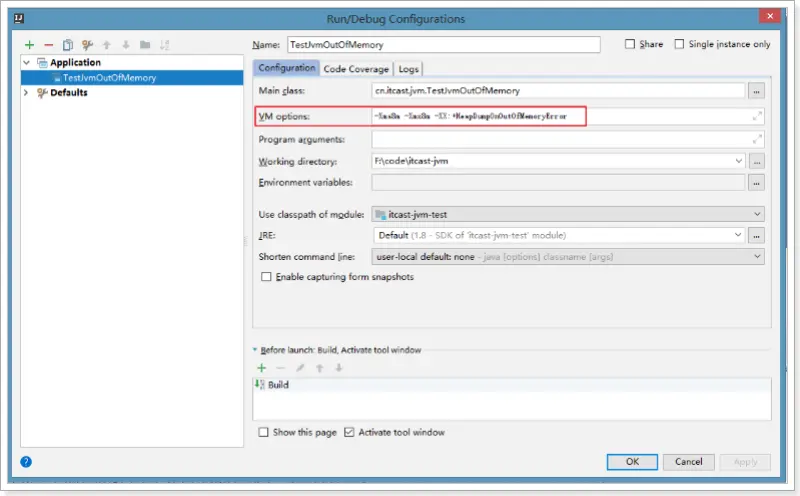 Run/Debug Configurations
Name: TestJvmOutOfMemory
Share
Single instance only
Application
TestJvmOutOfMemory
Defaults
Configuration
Code Coverage
Logs
Main class: cn.itcast.jvm.TestJvmOutOfMemory
...
VM options: -Xms8m -Xmx8m -XX:+HeapDumpOnOutOfMemoryError
Program arguments:
Working directory: F:\code\itcast-jvm
...
Environment variables:
...
Use classpath of module: itcast-jvm-test
JRE: Default (1.8 - SDK of 'itcast-jvm-test' module)
...
Shorten command line: user-local default: none - java [options] classname [args]
Enable capturing form snapshots
Before launch: Build, Activate tool window
Build
Show this page
Activate tool window
?
OK
Cancel
Apply